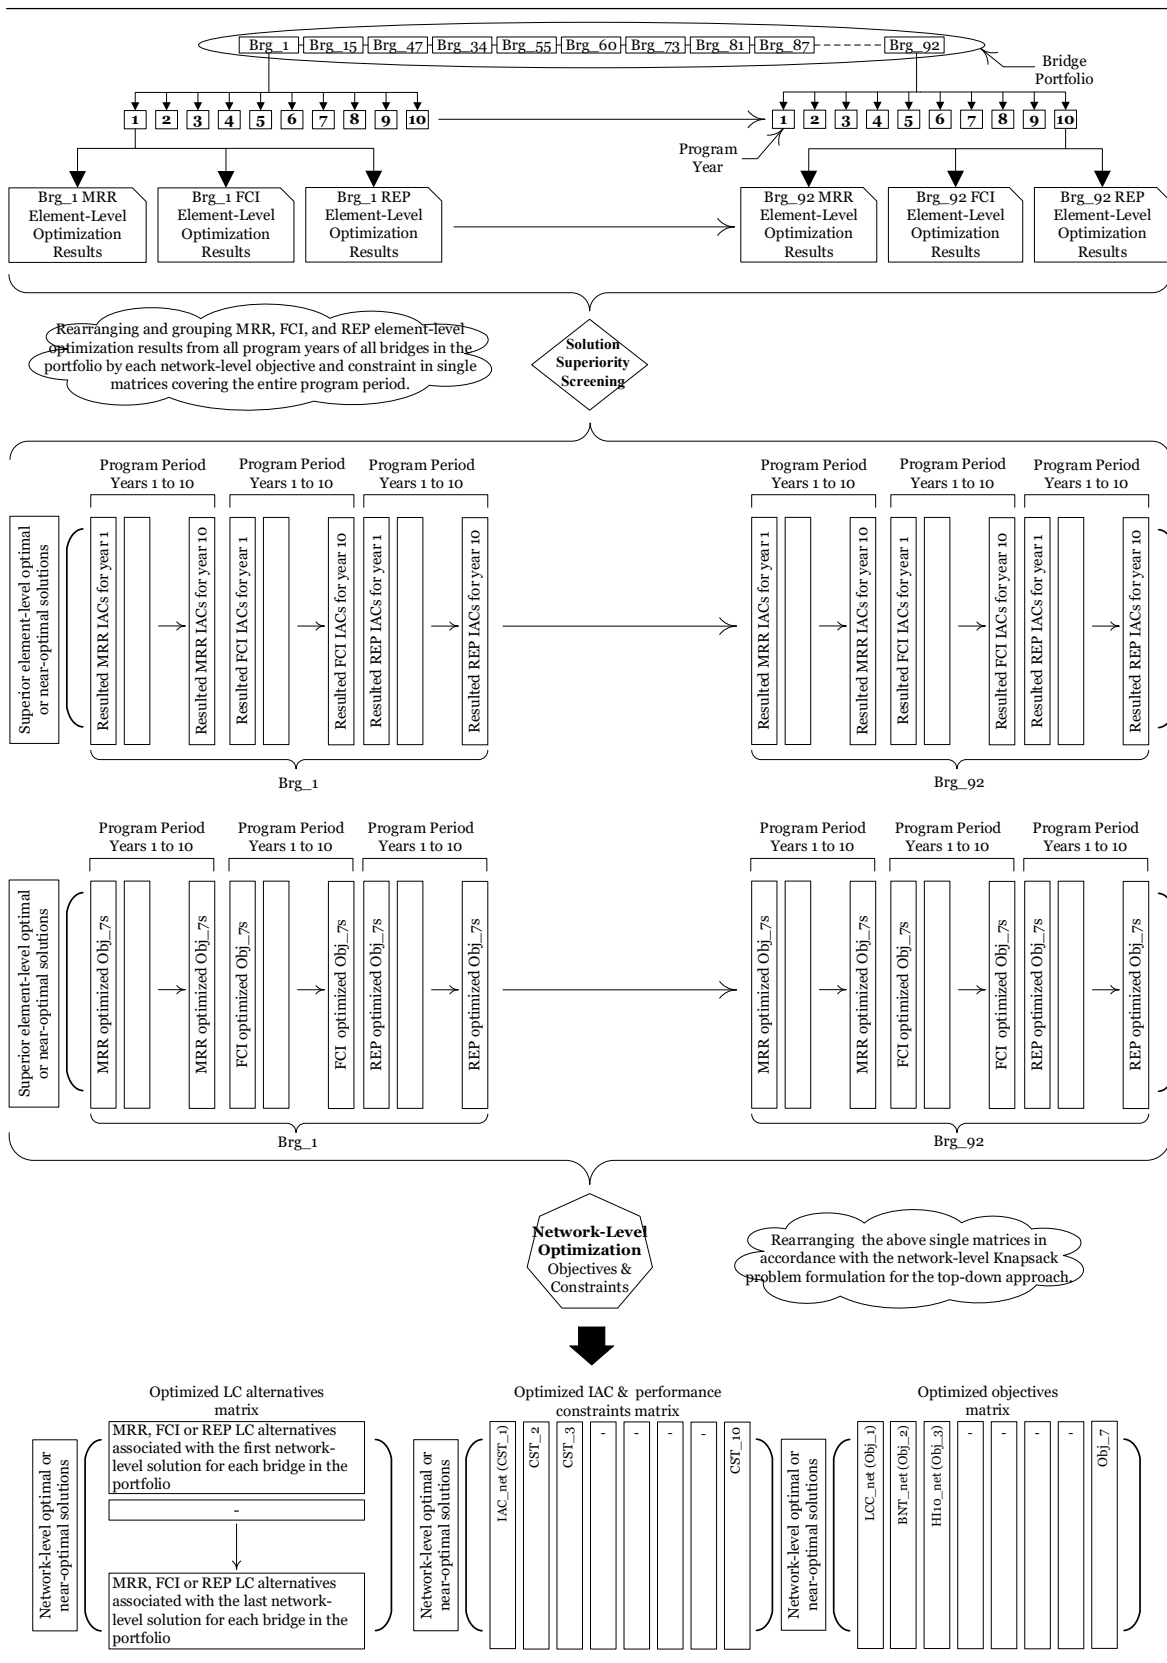 Brg_1 Brg_15 Brg_47 Brg_34 Brg_55 Brg_60 Brg_73 Brg_81 Brg_87 Brg_92
Bridge
Portfolio
1 2 3 4 5 6 7 8 9 10
1 2 3 4 5 6 7 8 9 10
Program
Year
Brg_1 MRR
Element-Level
Optimization
Results
Brg_1 FCI
Element-Level
Optimization
Results
Brg_1 REP
Element-Level
Optimization
Results
Brg_92 MRR
Element-Level
Optimization
Results
Brg_92 FCI
Element-Level
Optimization
Results
Brg_92 REP
Element-Level
Optimization
Results
Rearranging and grouping MRR, FCI, and REP element-level
optimization results from all program years of all bridges in the
portfolio by each network-level objective and constraint in single
matrices covering the entire program period.
Solution
Superiority
Screening
Program Period
Years 1 to 10
Program Period
Years 1 to 10
Program Period
Years 1 to 10
Program Period
Years 1 to 10
Program Period
Years 1 to 10
Program Period
Years 1 to 10
Superior element-level optimal
or near-optimal solutions
Resulted MRR IACs for year 1
Resulted MRR IACs for year 10
Resulted FCI IACs for year 1
Resulted FCI IACs for year 10
Resulted REP IACs for year 1
Resulted REP IACs for year 10
Resulted MRR IACs for year 1
Resulted MRR IACs for year 10
Resulted FCI IACs for year 1
Resulted FCI IACs for year 10
Resulted REP IACs for year 1
Resulted REP IACs for year 10
Brg_1
Brg_92
Program Period
Years 1 to 10
Program Period
Years 1 to 10
Program Period
Years 1 to 10
Program Period
Years 1 to 10
Program Period
Years 1 to 10
Program Period
Years 1 to 10
Superior element-level optimal
or near-optimal solutions
MRR optimized Obj_7s
MRR optimized Obj_7s
FCI optimized Obj_7s
FCI optimized Obj_7s
REP optimized Obj_7s
REP optimized Obj_7s
MRR optimized Obj_7s
MRR optimized Obj_7s
FCI optimized Obj_7s
FCI optimized Obj_7s
REP optimized Obj_7s
REP optimized Obj_7s
Brg_1
Brg_92
Network-Level
Optimization
Objectives &
Constraints
Rearranging the above single matrices in
accordance with the network-level Knapsack
problem formulation for the top-down approach.
Optimized LC alternatives
matrix
Network-level optimal or
near-optimal solutions
MRR, FCI or REP LC alternatives
associated with the first network-
level solution for each bridge in the
portfolio
-
MRR, FCI or REP LC alternatives
associated with the last network-
level solution for each bridge in the
portfolio
Optimized IAC & performance
constraints matrix
Network-level optimal or
near-optimal solutions
IAC_net (CST_1)
CST_2
CST_3
-
-
-
-
CST_10
Optimized objectives
matrix
Network-level optimal or
near-optimal solutions
LCC_net (Obj_1)
BNT_net (Obj_2)
HI10_net (Obj_3)
-
-
-
-
Obj_7